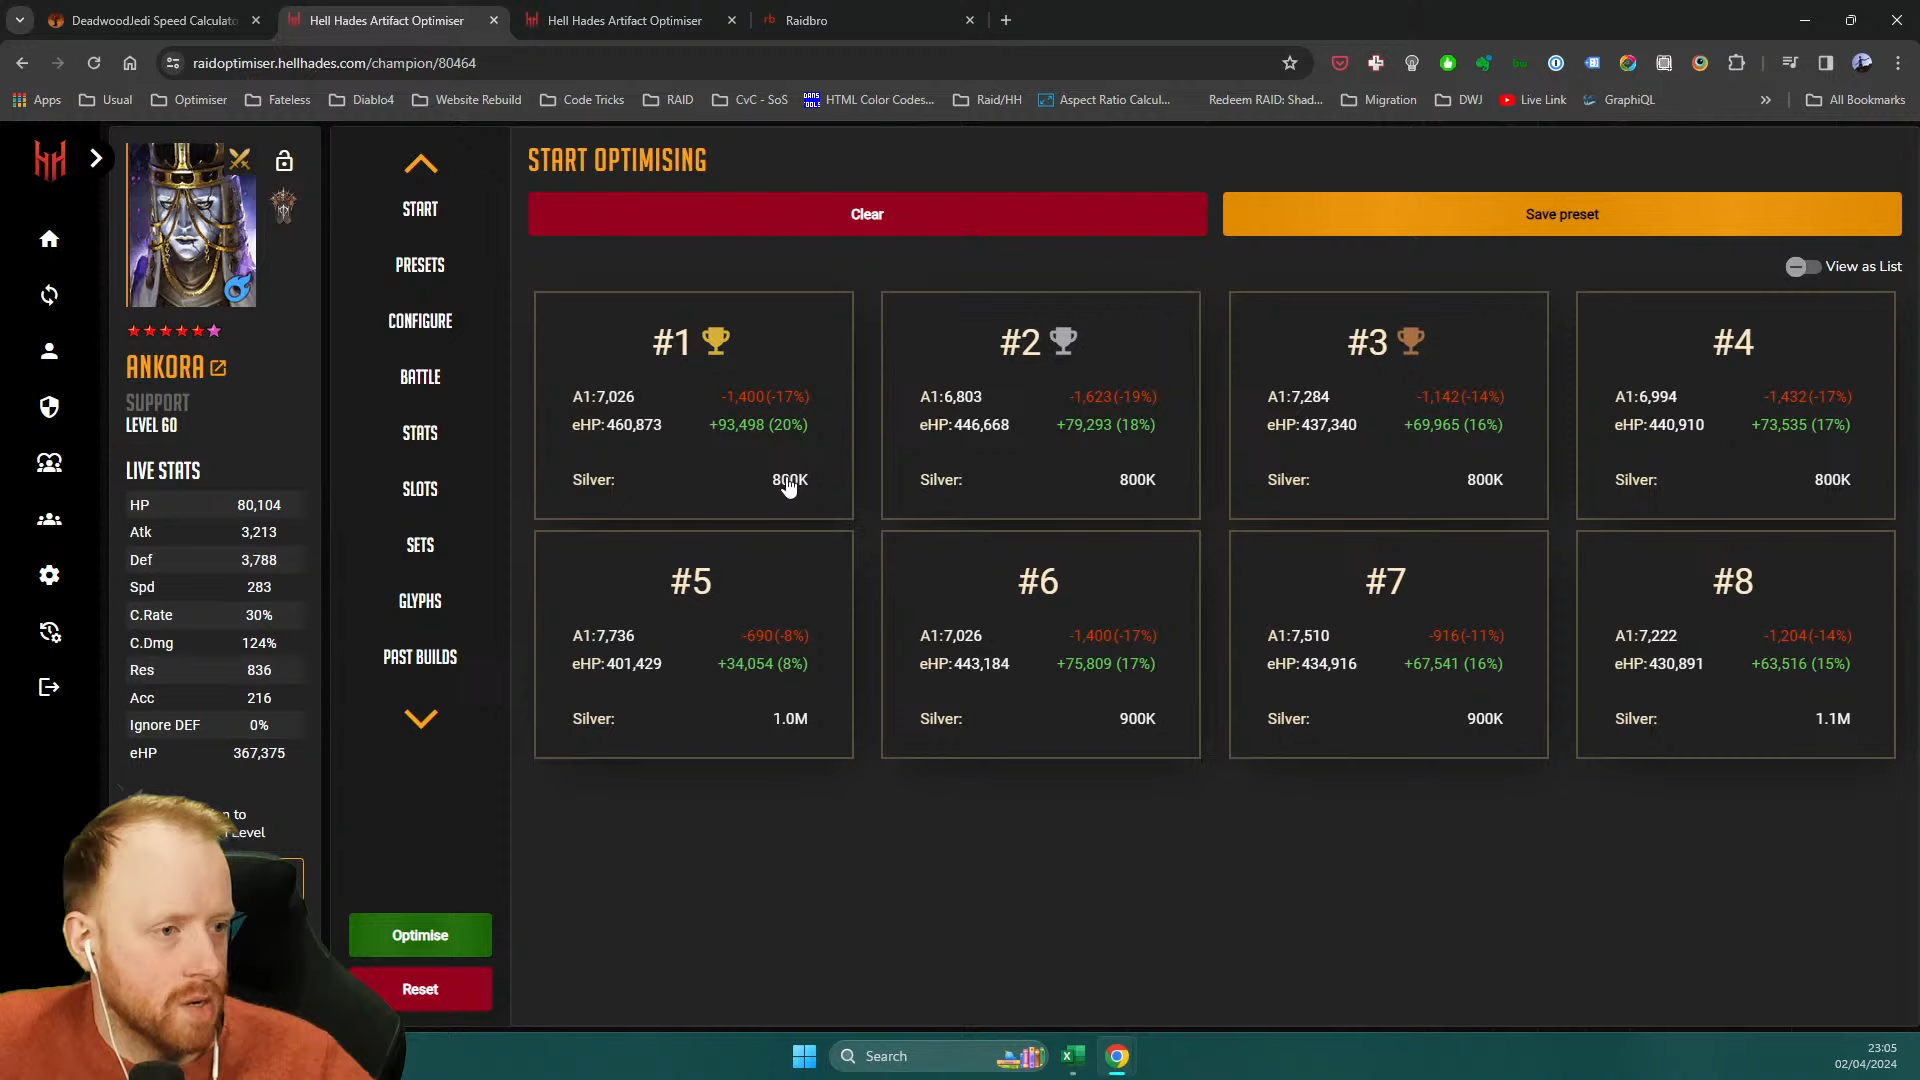 DeadwoodJedi Speed Calculato
Hell Hades Artifact Optimiser
Hell Hades Artifact Optimiser
rb Raidbro
raidoptimiser.hellhades.com/champion/80464
Apps
Usual
Optimiser
Fateless
Diablo4
Website Rebuild
Code Tricks
RAID
CvC - SoS
HTML Color Codes...
Raid/HH
Aspect Ratio Calcul...
Redeem RAID: Shad...
Migration
DWJ
Live Link
GraphiQL
All Bookmarks
ANKORA
SUPPORT
LEVEL 60
LIVE STATS
HP 80,104
Atk 3,213
Def 3,788
Spd 283
C.Rate 30%
C.Dmg 124%
Res 836
Acc 216
Ignore DEF 0%
eHP 367,375
START
PRESETS
CONFIGURE
BATTLE
STATS
SLOTS
SETS
GLYPHS
PAST BUILDS
Optimise
Reset
START OPTIMISING
Clear
Save preset
View as List
#1
A1:7,026 -1,400(-17%)
eHP:460,873 +93,498 (20%)
Silver: 800K
#2
A1:6,803 -1,623(-19%)
eHP:446,668 +79,293 (18%)
Silver: 800K
#3
A1:7,284 -1,142(-14%)
eHP:437,340 +69,965 (16%)
Silver: 800K
#4
A1:6,994 -1,432(-17%)
eHP:440,910 +73,535 (17%)
Silver: 800K
#5
A1:7,736 -690(-8%)
eHP:401,429 +34,054 (8%)
Silver: 1.0M
#6
A1:7,026 -1,400(-17%)
eHP:443,184 +75,809 (17%)
Silver: 900K
#7
A1:7,510 -916(-11%)
eHP:434,916 +67,541 (16%)
Silver: 900K
#8
A1:7,222 -1,204(-14%)
eHP:430,891 +63,516 (15%)
Silver: 1.1M
Search
23:05
02/04/2024